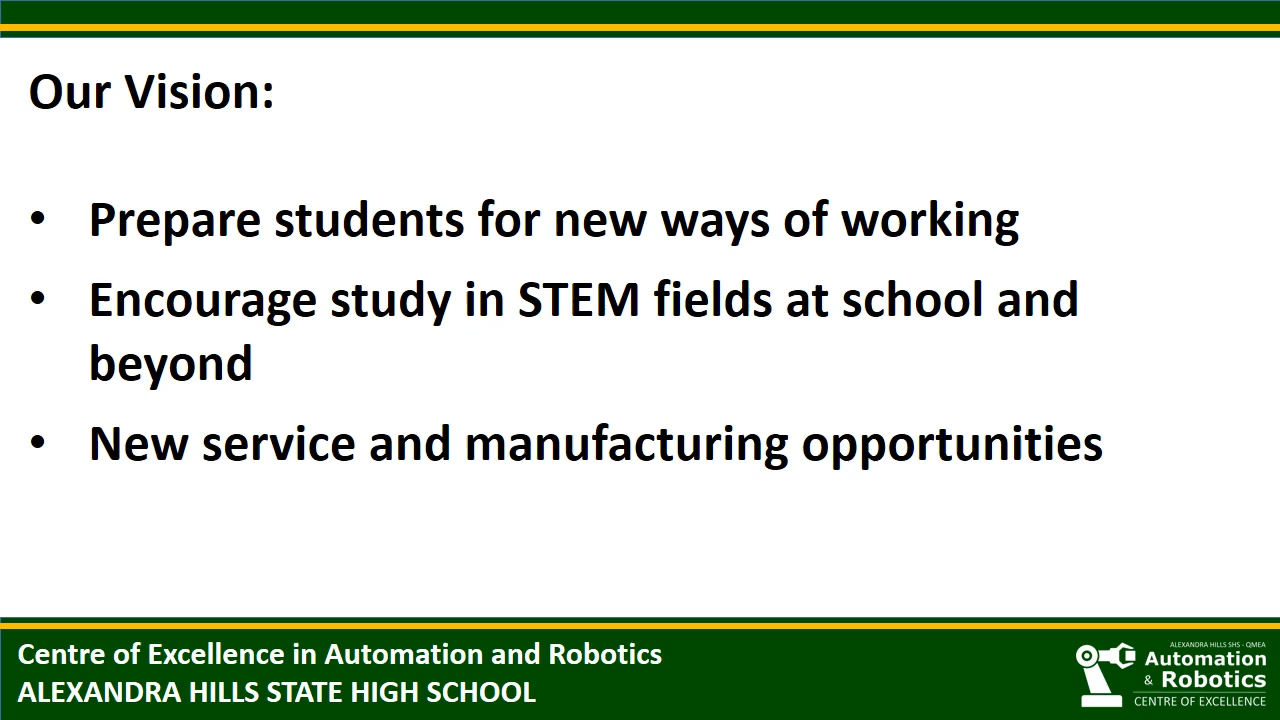 Our Vision:
• Prepare students for new ways of working
• Encourage study in STEM fields at school and
beyond
• New service and manufacturing opportunities
Centre of Excellence in Automation and Robotics
ALEXANDRA HILLS STATE HIGH SCHOOL
ALEXANDRA HILLS SHS - QMEA
Automation
& Robotics
CENTRE OF EXCELLENCE